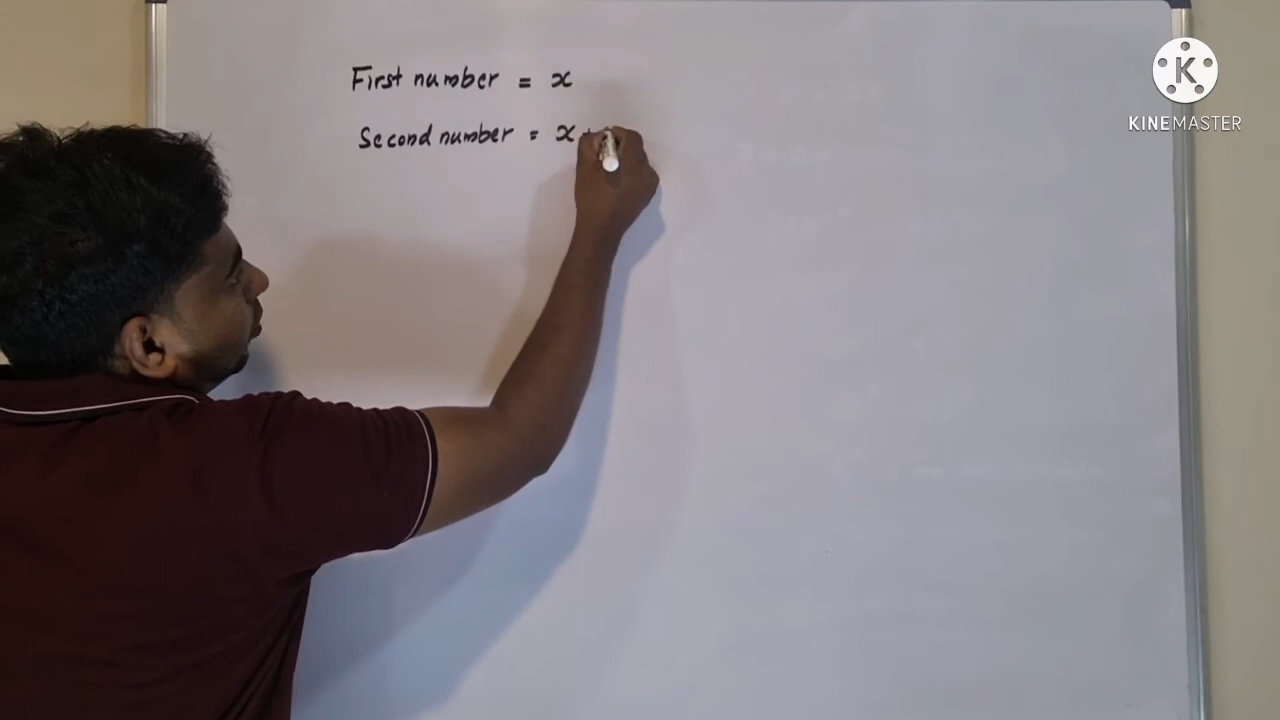 First number = x
Second number = x +
KINEMASTER